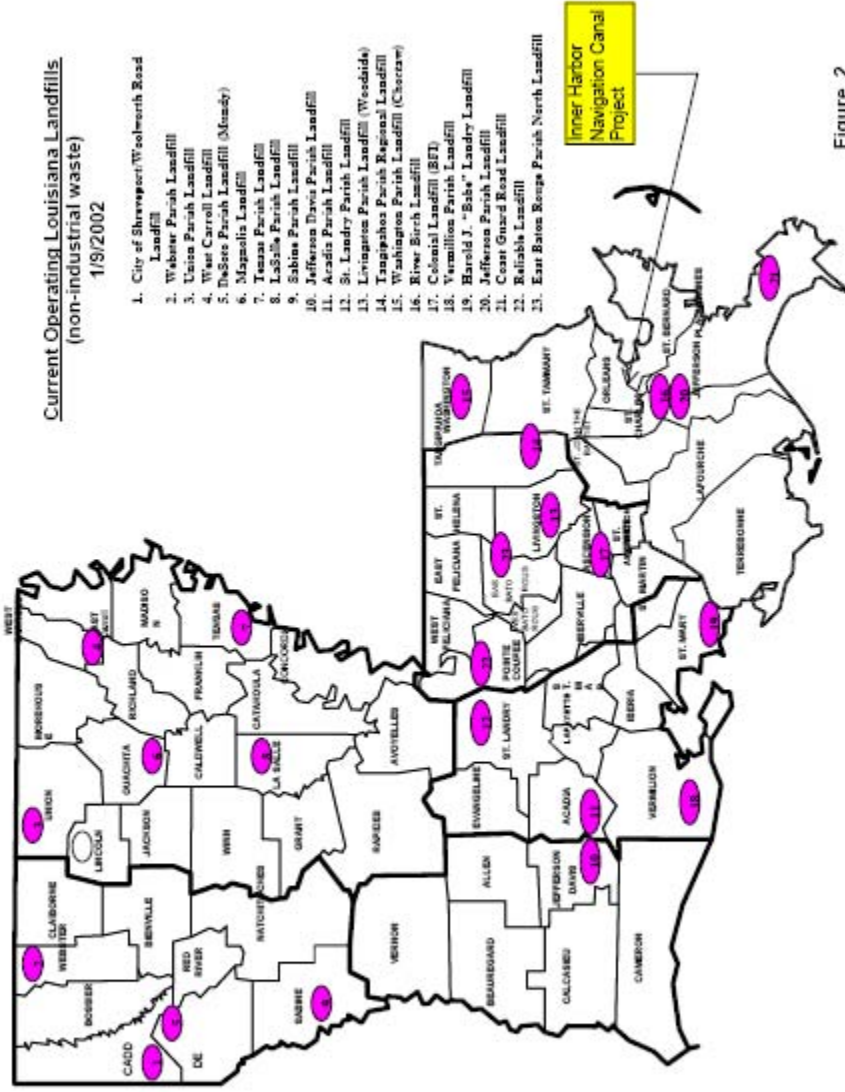 Current Operating Louisiana Landfills
(non-industrial waste)
1/9/2002
1. City of Shreveport/Woolworth Road
Landfill
2. Webster Parish Landfill
3. Union Parish Landfill
4. West Carroll Landfill
5. DeSoto Parish Landfill (Mundy)
6. Magnolia Landfill
7. Tensas Parish Landfill
8. LaSalle Parish Landfill
9. Sabine Parish Landfill
10. Jefferson Davis Parish Landfill
11. Acadia Parish Landfill
12. St. Landry Parish Landfill
13. Livingston Parish Landfill (Woodside)
14. Tangipahoa Parish Regional Landfill
15. Washington Parish Landfill (Choctaw)
16. River Birch Landfill
17. Colonial Landfill (BFI)
18. Vermillion Parish Landfill
19. Harold J. "Babe" Landry Landfill
20. Jefferson Parish Landfill
21. Coast Guard Road Landfill
22. Reliable Landfill
23. East Baton Rouge Parish North Landfill
Inner Harbor
Navigation Canal
Project
Figure 2
WEST
CADD
BOSSIER
WEBSTER
CLAIBORNE
LINCOLN
UNION
MOREHOUS
E
BIENVILLE
JACKSON
OUACHITA
RICHLAND
MADISO
N
RED
RIVER
DE
WINN
CALDWELL
FRANKLIN
TENSAS
SABINE
NATCHITOCHES
GRANT
LA SALLE
CATAHOULA
CONCORD
VERNON
RAPIDES
AVOYELLES
BEAUREGARD
ALLEN
EVANGELINE
ST. LANDRY
POINTE
COUPEE
WEST
FELICIANA
EAST
FELICIANA
ST.
HELENA
WASHINGTON
CALCASIEU
JEFFERSON
DAVIS
ACADIA
IBERVILLE
LIVINGSTON
ASCENSION
ST. TAMMANY
CAMERON
VERMILION
IBERIA
ST. MARY
MARTIN
ORLEANS
ST. BERNARD
LAFOURCHE
TERREBONNE